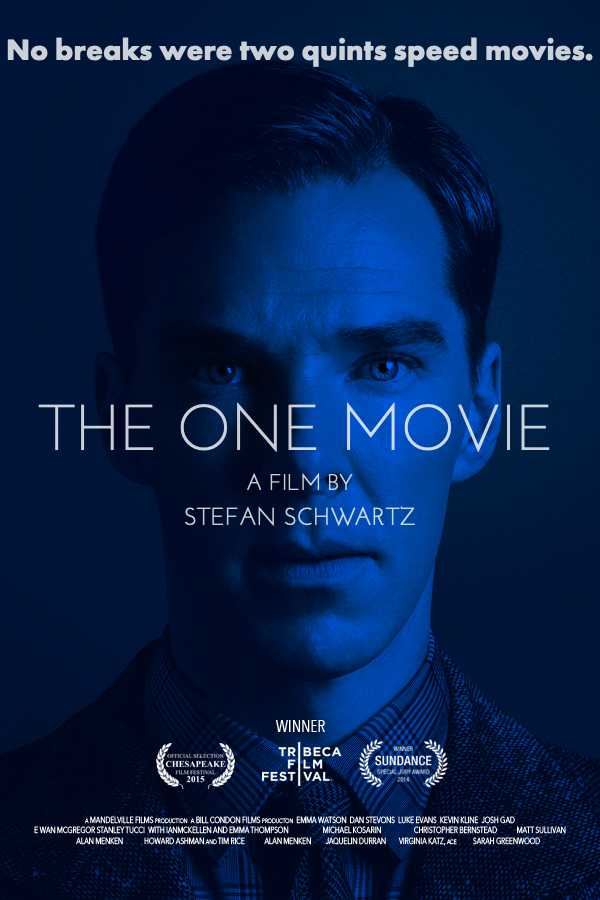 No breaks were two quints speed movies.
THE ONE MOVIE
A FILM BY
STEFAN SCHWARTZ
WINNER
OFFICIAL SELECTION
CHESAPEAKE
FILM FESTIVAL
2015
TRIBECA
FILM
FESTIVAL
WINNER
SUNDANCE
SPECIAL JURY AWARD
2014
A MANDELVILLE FILMS PRODUCTION A BILL CONDON FILMS PRODUCTON EMMA WATSON DAN STEVONS LUKE EVANS KEVIN KLINE JOSH GAD
E WAN MCGREGOR STANLEY TUCCI WITH IANMCKELLEN AND EMMA THOMPSON MICHAEL KOSARIN CHRISTOPHER BERNSTEAD MATT SULLIVAN
ALAN MENKEN HOWARD ASHMAN AND TIM RICE ALAN MENKEN JAQUELIN DURRAN VIRGINIA KATZ, ACE SARAH GREENWOOD